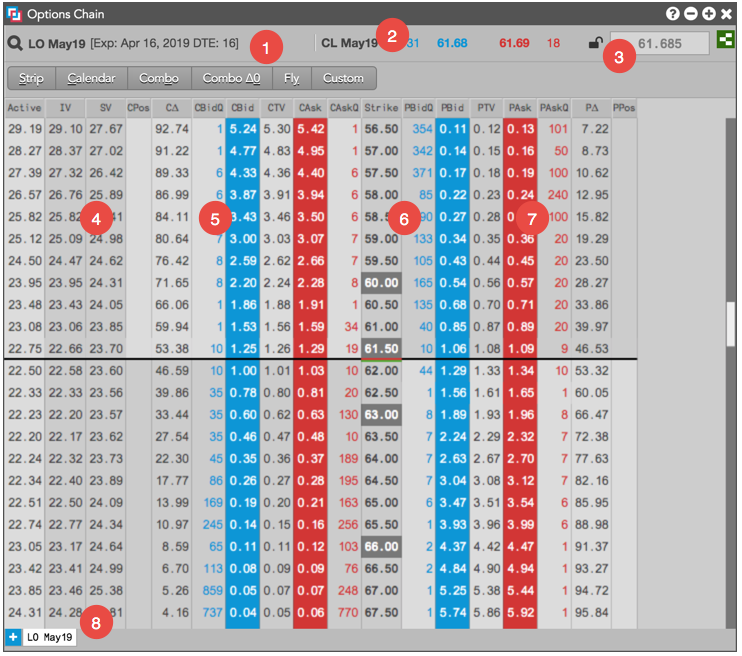 Options Chain
LO May19 [Exp: Apr 16, 2019 DTE: 16] 1 CL May19 2 31 61.68 61.69 18 3 61.685
Strip Calendar Combo Combo Δ0 Fly Custom
Active IV SV CPos CΔ CBidQ CBid CTV CAsk CAskQ Strike PBidQ PBid PTV PAsk PAskQ PΔ PPos
29.19 29.10 27.67 92.74 1 5.24 5.30 5.42 1 56.50 354 0.11 0.12 0.13 101 7.22
28.27 28.37 27.02 91.22 1 4.77 4.83 4.95 1 57.00 342 0.14 0.15 0.16 50 8.73
27.39 27.32 26.42 89.33 6 4.33 4.36 4.40 6 57.50 371 0.17 0.18 0.19 100 10.62
26.57 26.76 25.89 86.99 6 3.87 3.91 3.94 6 58.00 85 0.22 0.23 0.24 240 12.95
25.82 4 84.11 5 3.43 3.46 3.50 6 6 0.27 0.28 7 100 15.82
25.12 25.09 24.98 80.64 7 3.00 3.03 3.07 7 59.00 133 0.34 0.35 0.36 20 19.29
24.50 24.47 24.62 76.42 8 2.59 2.62 2.66 7 59.50 105 0.43 0.44 0.45 20 23.50
23.95 23.95 24.31 71.65 8 2.20 2.24 2.28 8 60.00 165 0.54 0.56 0.57 20 28.27
23.48 23.43 24.05 66.06 1 1.86 1.88 1.91 1 60.50 135 0.68 0.70 0.71 20 33.86
23.08 23.06 23.85 59.94 1 1.53 1.56 1.59 34 61.00 40 0.85 0.87 0.89 20 39.97
22.75 22.66 23.70 53.38 10 1.25 1.26 1.29 19 61.50 10 1.06 1.08 1.09 9 46.53
22.50 22.58 23.60 46.59 10 1.00 1.01 1.03 10 62.00 44 1.29 1.33 1.34 10 53.32
22.33 22.33 23.56 39.86 35 0.78 0.80 0.81 20 62.50 1 1.56 1.61 1.65 1 60.05
22.23 22.20 23.57 33.44 35 0.60 0.62 0.63 130 63.00 8 1.89 1.93 1.96 8 66.47
22.20 22.17 23.62 27.54 35 0.46 0.47 0.48 10 63.50 7 2.24 2.29 2.32 7 72.38
22.24 22.32 23.73 22.30 45 0.35 0.36 0.37 189 64.00 7 2.63 2.67 2.70 7 77.63
22.34 22.40 23.89 17.77 86 0.26 0.27 0.28 195 64.50 7 3.04 3.08 3.12 7 82.16
22.51 22.50 24.09 13.99 169 0.19 0.20 0.21 163 65.00 6 3.47 3.51 3.54 6 85.95
22.74 22.77 24.34 10.97 245 0.14 0.15 0.16 256 65.50 1 3.93 3.96 3.99 6 88.98
23.05 23.17 24.64 8.59 65 0.11 0.11 0.12 103 66.00 2 4.37 4.42 4.47 1 91.37
23.42 23.41 24.99 6.70 113 0.08 0.09 0.09 76 66.50 2 4.84 4.90 4.94 1 93.27
23.85 23.46 25.38 5.26 859 0.05 0.07 0.07 248 67.00 1 5.25 5.38 5.44 1 94.72
24.31 24.28 8 4.16 737 0.04 0.05 0.06 770 67.50 1 5.74 5.86 5.92 1 95.84
+ LO May19